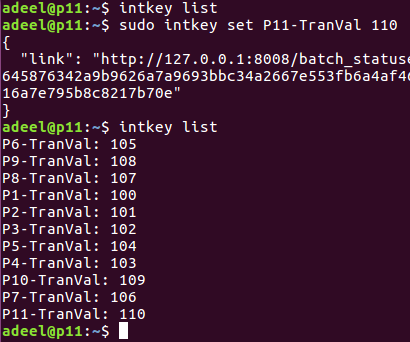 adeel@p11:~$ intkey list
adeel@p11:~$ sudo intkey set P11-TranVal 110
{
"link": "http://127.0.0.1:8008/batch_statuse
645876342a9b9626a7a9693bbc34a2667e553fb6a4af4
16a7e795b8c8217b70e"
}
adeel@p11:~$ intkey list
P6-TranVal: 105
P9-TranVal: 108
P8-TranVal: 107
P1-TranVal: 100
P2-TranVal: 101
P3-TranVal: 102
P5-TranVal: 104
P4-TranVal: 103
P10-TranVal: 109
P7-TranVal: 106
P11-TranVal: 110
adeel@p11:~$